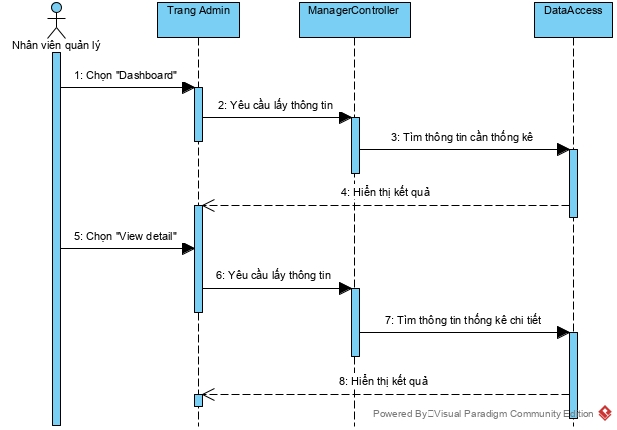 Trang Admin
ManagerController
DataAccess
Nhân viên quản lý
1: Chọn "Dashboard"
2: Yêu cầu lấy thông tin
3: Tìm thông tin cần thống kê
4: Hiển thị kết quả
5: Chọn "View detail"
6: Yêu cầu lấy thông tin
7: Tìm thông tin thống kê chi tiết
8: Hiển thị kết quả
Powered By Visual Paradigm Community Edition